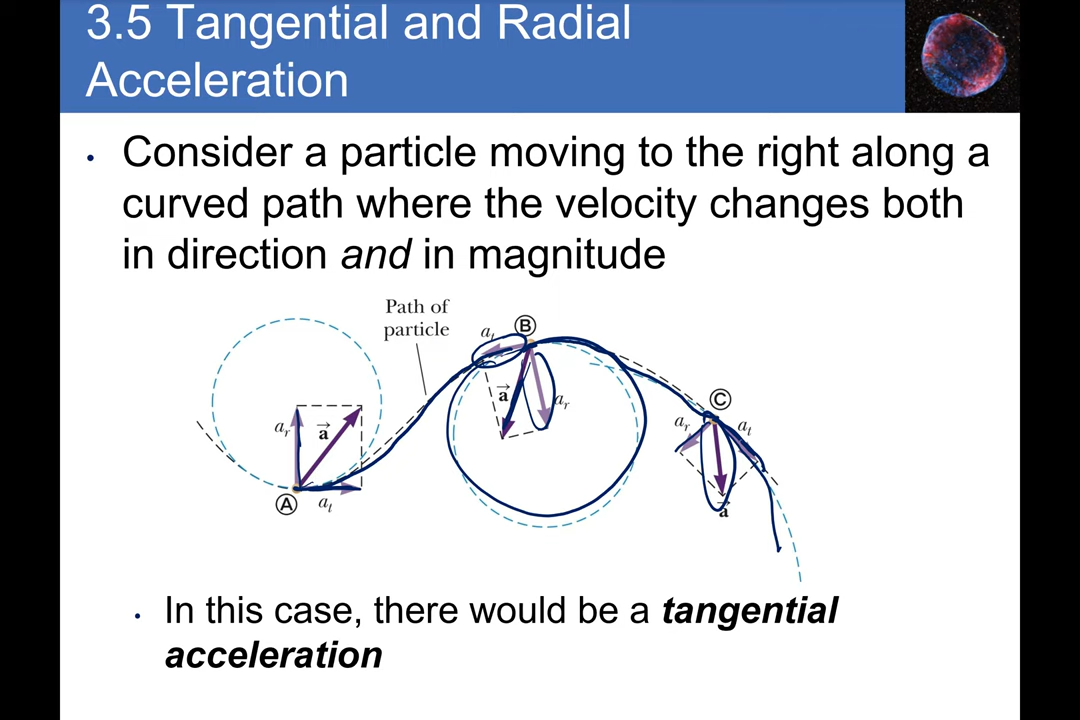 3.5 Tangential and Radial
Acceleration
• Consider a particle moving to the right along a
curved path where the velocity changes both
in direction and in magnitude
Path of
particle
a_t
Ⓑ
a
a_r
Ⓒ
a_r
a_t
a
a_r
a
Ⓐ
a_t
• In this case, there would be a tangential
acceleration